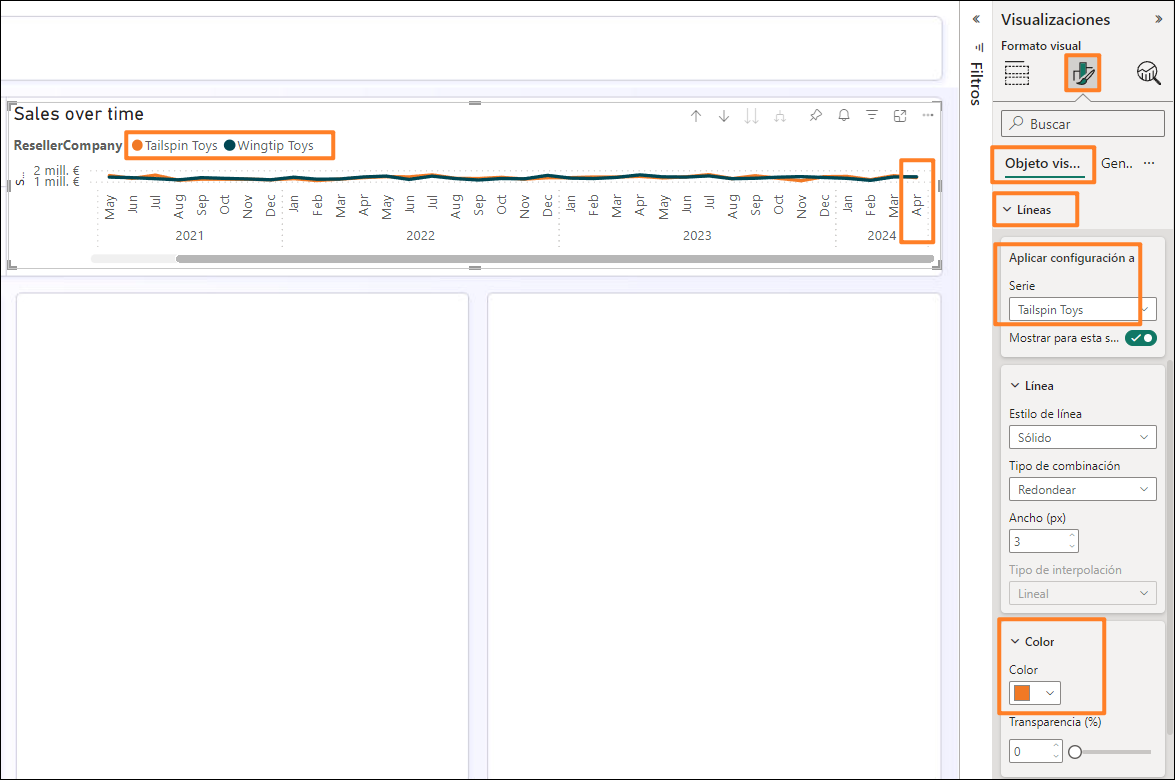 Sales over time
ResellerCompany Tailspin Toys Wingtip Toys
S...
2 mill. €
1 mill. €
May Jun Jul Aug Sep Oct Nov Dec Jan Feb Mar Apr May Jun Jul Aug Sep Oct Nov Dec Jan Feb Mar Apr May Jun Jul Aug Sep Oct Nov Dec Jan Feb Mar Apr
2021 2022 2023 2024
Filtros
Visualizaciones
Formato visual
Buscar
Objeto vis... Gen.. ...
Líneas
Aplicar configuración a
Serie
Tailspin Toys
Mostrar para esta s...
Línea
Estilo de línea
Sólido
Tipo de combinación
Redondear
Ancho (px)
3
Tipo de interpolación
Lineal
Color
Color
Transparencia (%)
0